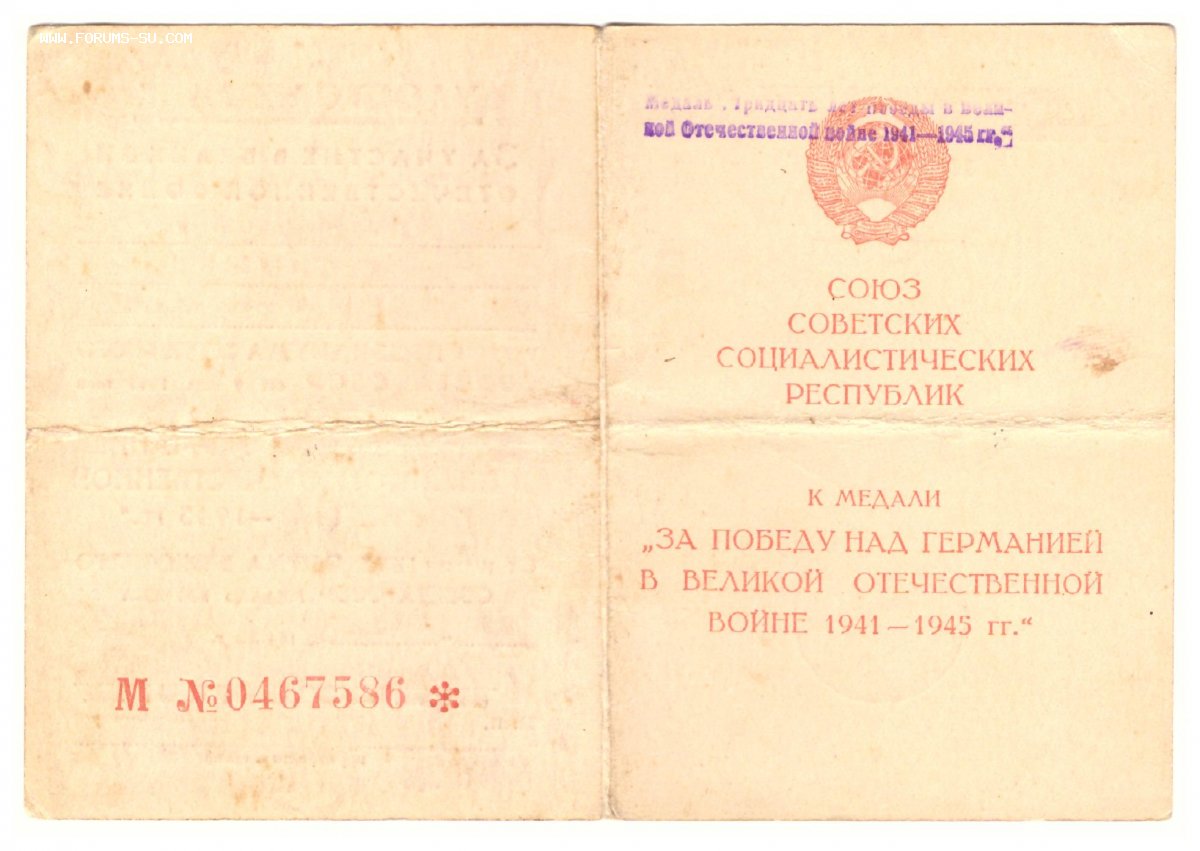 WWW.FORUMS-SU.COM
Медаль „Тридцать лет победы в Вели-
кой Отечественной войне 1941—1945 гг.“
СОЮЗ
СОВЕТСКИХ
СОЦИАЛИСТИЧЕСКИХ
РЕСПУБЛИК
К МЕДАЛИ
„ЗА ПОБЕДУ НАД ГЕРМАНИЕЙ
В ВЕЛИКОЙ ОТЕЧЕСТВЕННОЙ
ВОЙНЕ 1941—1945 гг.“
М №0467586 *